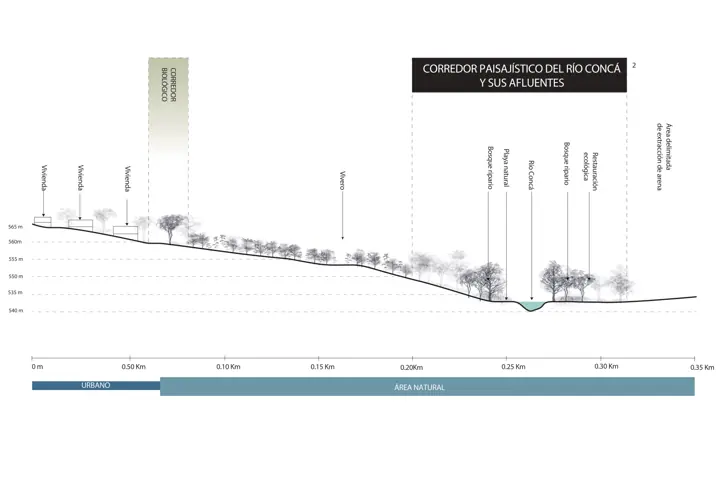 CORREDOR PAISAJÍSTICO DEL RÍO CONCÁ
Y SUS AFLUENTES
2
CORREDOR
BIOLÓGICO
Área delimitada
de extracción de arena
Vivienda
Vivienda
Vivienda
Vivero
Bosque ripario
Playa natural
Rio Concá
Bosque ripario
Restauración
ecológica
565 m
560m
555 m
550 m
535 m
540 m
0 m
0.50 Km
0.10 Km
0.15 Km
0.20Km
0.25 Km
0.30 Km
0.35 Km
URBANO
ÁREA NATURAL